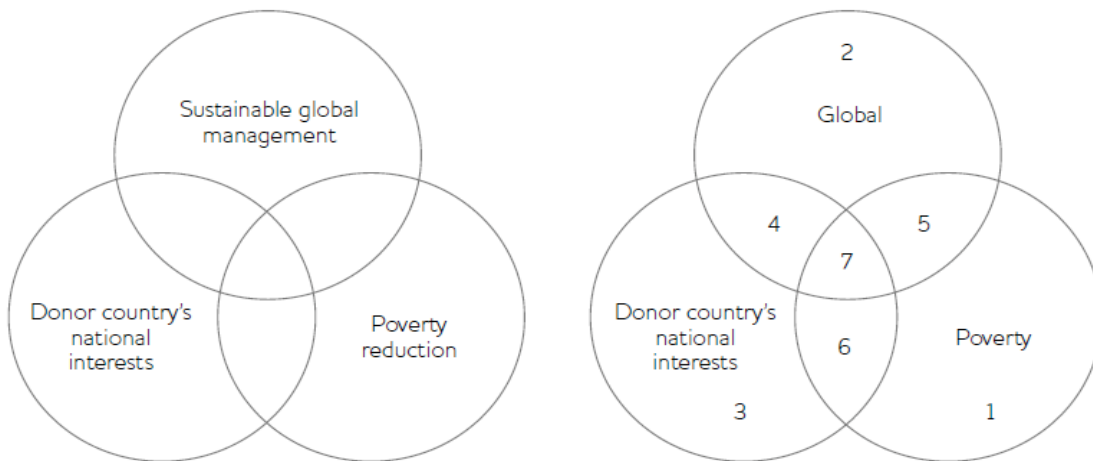 Sustainable global
management
Donor country's
national
interests
Poverty
reduction
2
Global
4
5
7
Donor country's
national
interests
6
Poverty
3
1